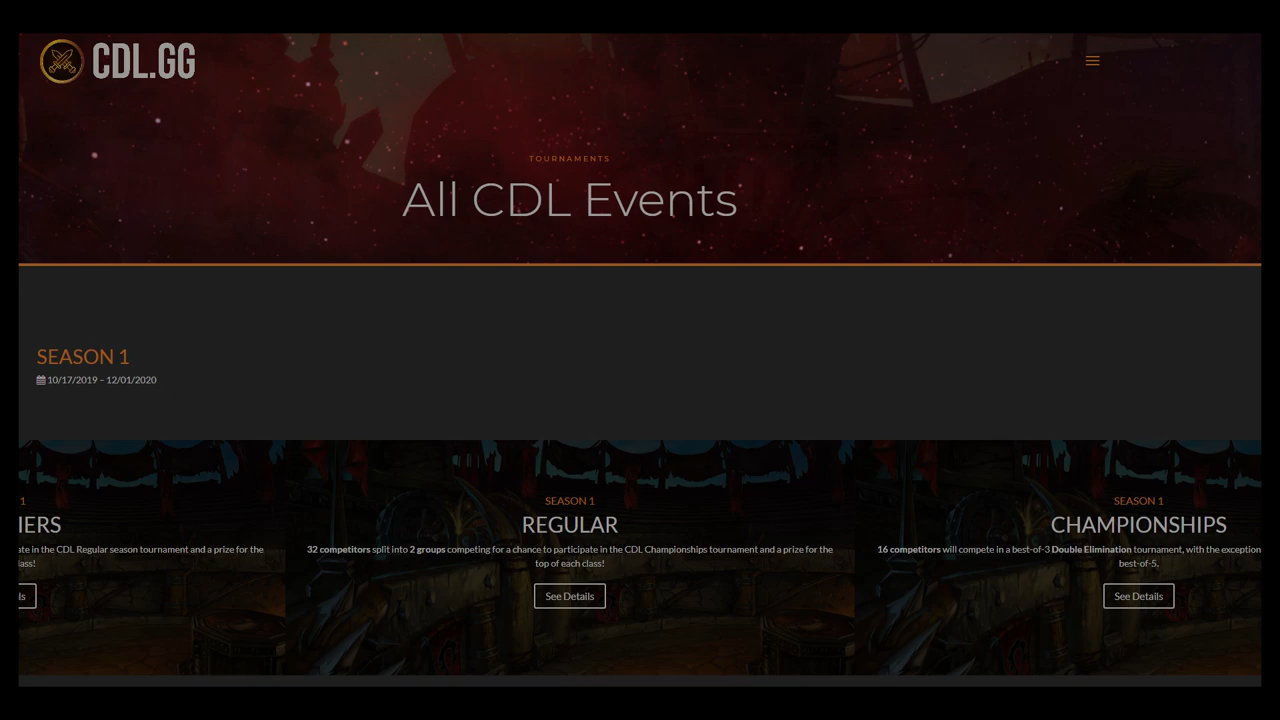 CDL.GG
TOURNAMENTS
All CDL Events
SEASON 1
10/17/2019 – 12/01/2020
1
IERS
ate in the CDL Regular season tournament and a prize for the
lass!
ls
SEASON 1
REGULAR
32 competitors split into 2 groups competing for a chance to participate in the CDL Championships tournament and a prize for the
top of each class!
See Details
SEASON 1
CHAMPIONSHIPS
16 competitors will compete in a best-of-3 Double Elimination tournament, with the exception
best-of-5.
See Details